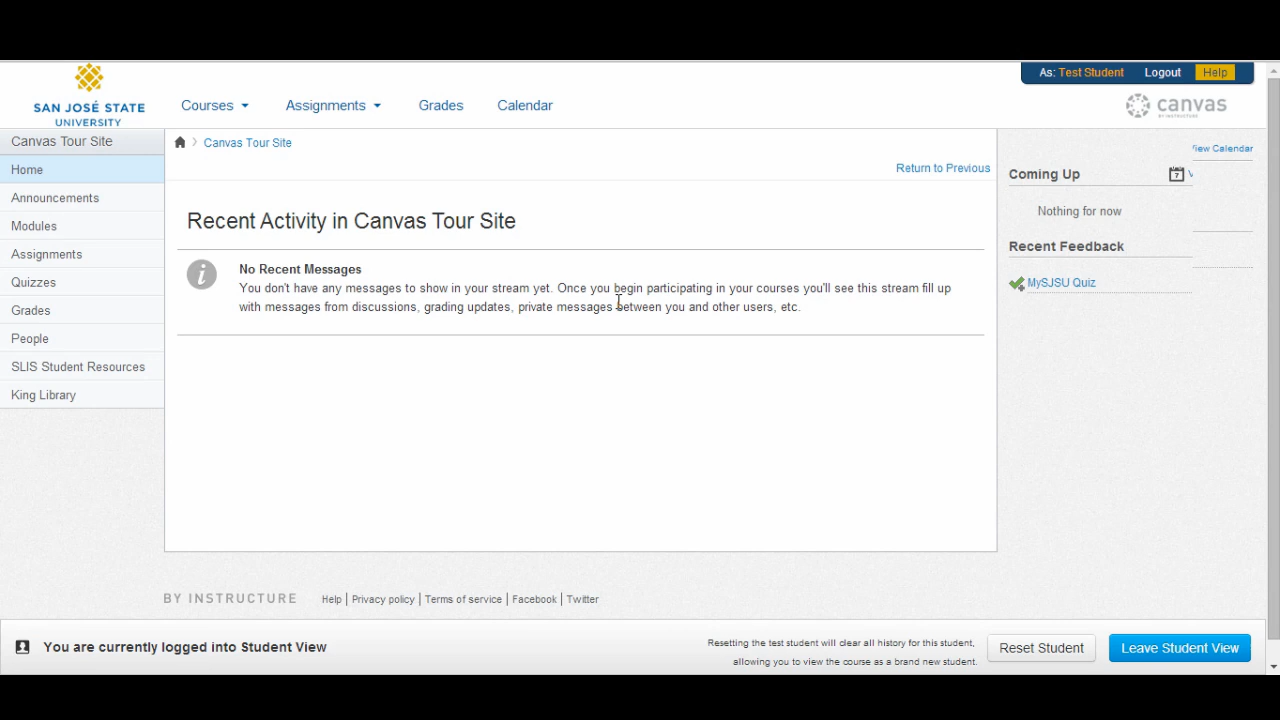 As: Test Student Logout Help
SAN JOSÉ STATE
UNIVERSITY
Courses Assignments Grades Calendar
canvas
BY INSTRUCTURE
Canvas Tour Site
Home
Announcements
Modules
Assignments
Quizzes
Grades
People
SLIS Student Resources
King Library
Canvas Tour Site
Return to Previous
Recent Activity in Canvas Tour Site
No Recent Messages
You don't have any messages to show in your stream yet. Once you begin participating in your courses you'll see this stream fill up
with messages from discussions, grading updates, private messages between you and other users, etc.
View Calendar
Coming Up 7
Nothing for now
Recent Feedback
MySJSU Quiz
BY INSTRUCTURE Help Privacy policy Terms of service Facebook Twitter
You are currently logged into Student View
Resetting the test student will clear all history for this student,
allowing you to view the course as a brand new student.
Reset Student Leave Student View